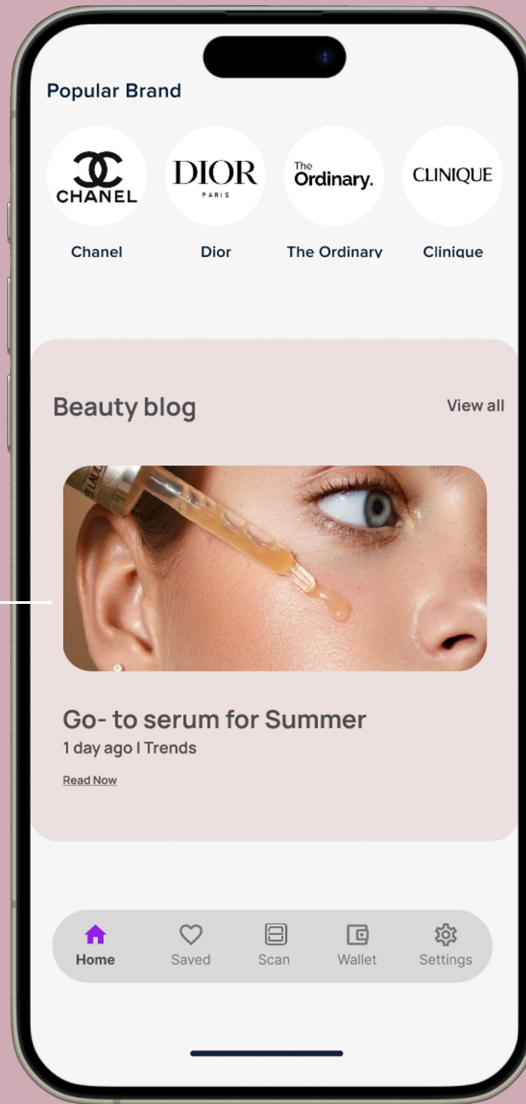 Popular Brand
CHANEL
DIOR
PARIS
The
Ordinary.
CLINIQUE
Chanel
Dior
The Ordinary
Clinique
Beauty blog
View all
Go- to serum for Summer
1 day ago I Trends
Read Now
Home
Saved
Scan
Wallet
Settings